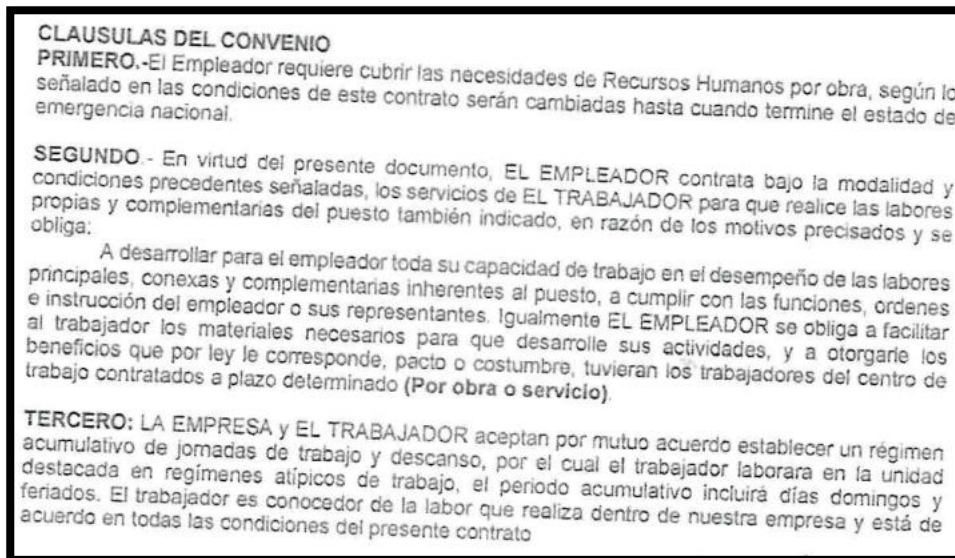 CLAUSULAS DEL CONVENIO
PRIMERO.-El Empleador requiere cubrir las necesidades de Recursos Humanos por obra, según lo
señalado en las condiciones de este contrato serán cambiadas hasta cuando termine el estado de
emergencia nacional.
SEGUNDO.- En virtud del presente documento, EL EMPLEADOR contrata bajo la modalidad y
condiciones precedentes señaladas, los servicios de EL TRABAJADOR para que realice las labores
propias y complementarias del puesto también indicado, en razón de los motivos precisados y se
obliga:
A desarrollar para el empleador toda su capacidad de trabajo en el desempeño de las labores
principales, conexas y complementarias inherentes al puesto, a cumplir con las funciones, ordenes
e instrucción del empleador o sus representantes. Igualmente EL EMPLEADOR se obliga a facilitar
al trabajador los materiales necesarios para que desarrolle sus actividades, y a otorgarle los
beneficios que por ley le corresponde, pacto o costumbre, tuvieran los trabajadores del centro de
trabajo contratados a plazo determinado (Por obra o servicio).
TERCERO: LA EMPRESA y EL TRABAJADOR aceptan por mutuo acuerdo establecer un régimen
acumulativo de jornadas de trabajo y descanso, por el cual el trabajador laborara en la unidad
destacada en regímenes atípicos de trabajo, el periodo acumulativo incluirá días domingos y
feriados. El trabajador es conocedor de la labor que realiza dentro de nuestra empresa y está de
acuerdo en todas las condiciones del presente contrato